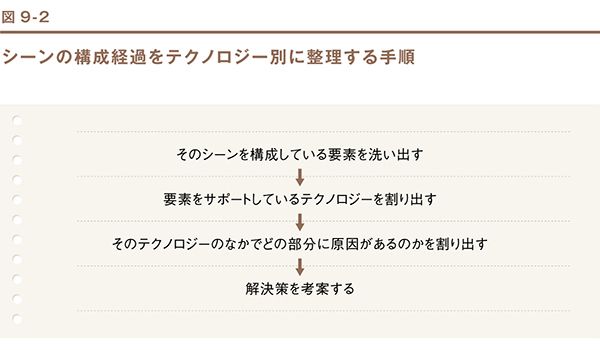 図 9-2
シーンの構成経過をテクノロジー別に整理する手順
そのシーンを構成している要素を洗い出す
要素をサポートしているテクノロジーを割り出す
そのテクノロジーのなかでどの部分に原因があるのかを割り出す
解決策を考案する